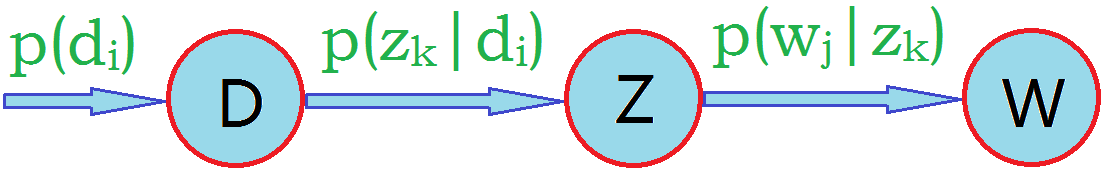 p(dᵢ) p(zₖ|dᵢ) p(wⱼ|zₖ)
D Z W